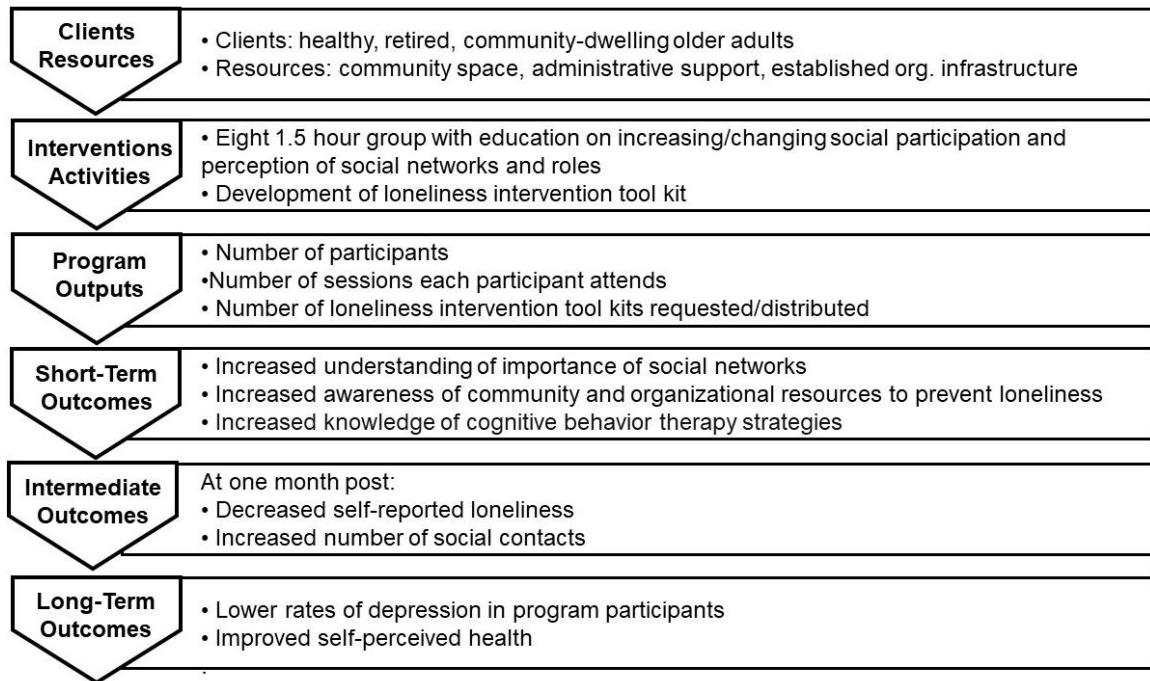 Clients
Resources
• Clients: healthy, retired, community-dwelling older adults
• Resources: community space, administrative support, established org. infrastructure
Interventions
Activities
• Eight 1.5 hour group with education on increasing/changing social participation and
perception of social networks and roles
• Development of loneliness intervention tool kit
Program
Outputs
• Number of participants
•Number of sessions each participant attends
• Number of loneliness intervention tool kits requested/distributed
Short-Term
Outcomes
• Increased understanding of importance of social networks
• Increased awareness of community and organizational resources to prevent loneliness
• Increased knowledge of cognitive behavior therapy strategies
Intermediate
Outcomes
At one month post:
• Decreased self-reported loneliness
• Increased number of social contacts
Long-Term
Outcomes
• Lower rates of depression in program participants
• Improved self-perceived health
.